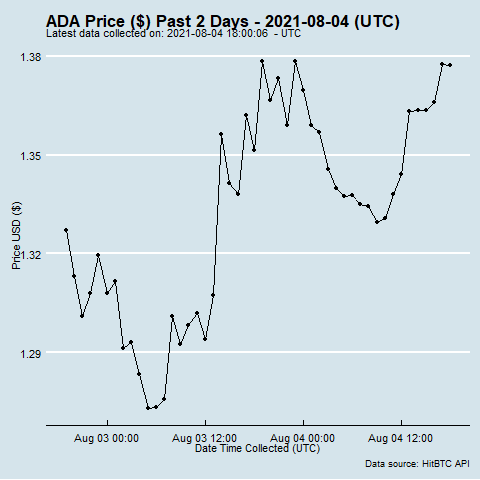 ADA Price ($) Past 2 Days - 2021-08-04 (UTC)
Latest data collected on: 2021-08-04 18:00:06  - UTC
1.38
1.35
1.32
1.29
Price USD ($)
Aug 03 00:00
Aug 03 12:00
Aug 04 00:00
Aug 04 12:00
Date Time Collected (UTC)
Data source: HitBTC API